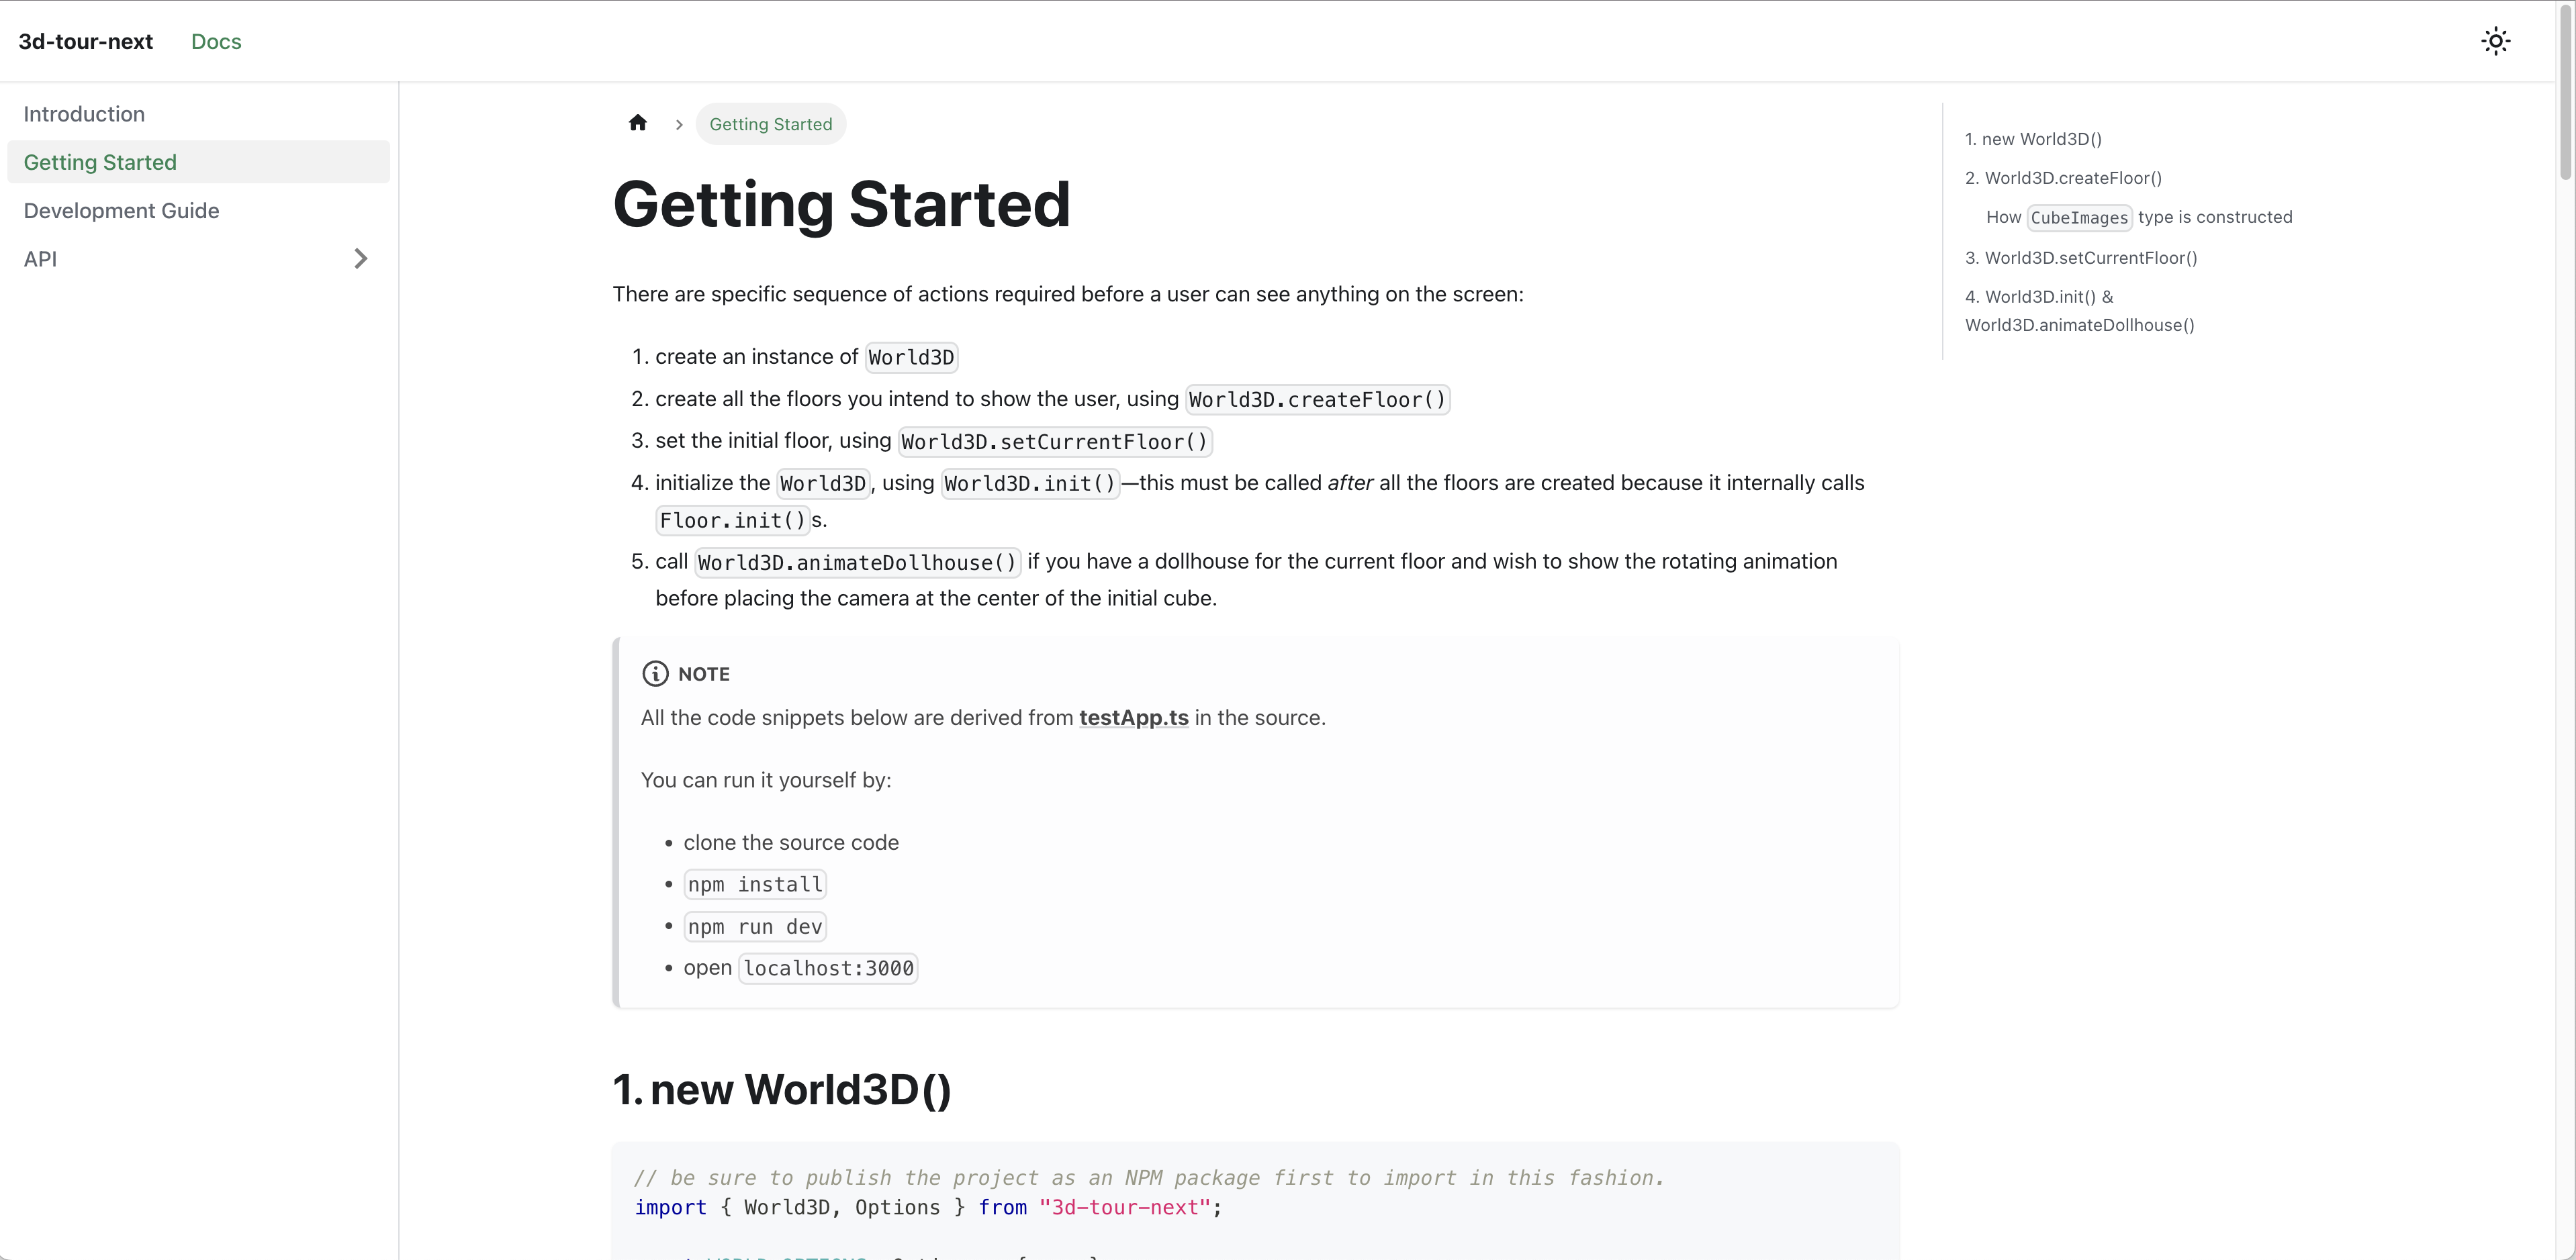 3d-tour-next Docs
Introduction
Getting Started
Development Guide
API
Getting Started
Getting Started
There are specific sequence of actions required before a user can see anything on the screen:
1. create an instance of World3D
2. create all the floors you intend to show the user, using World3D.createFloor()
3. set the initial floor, using World3D.setCurrentFloor()
4. initialize the World3D, using World3D.init()—this must be called after all the floors are created because it internally calls
Floor.init()s.
5. call World3D.animateDollhouse() if you have a dollhouse for the current floor and wish to show the rotating animation
before placing the camera at the center of the initial cube.
NOTE
All the code snippets below are derived from testApp.ts in the source.
You can run it yourself by:
• clone the source code
• npm install
• npm run dev
• open localhost:3000
1. new World3D()
// be sure to publish the project as an NPM package first to import in this fashion.
import { World3D, Options } from "3d-tour-next";
1. new World3D()
2. World3D.createFloor()
How CubeImages type is constructed
3. World3D.setCurrentFloor()
4. World3D.init() &
World3D.animateDollhouse()